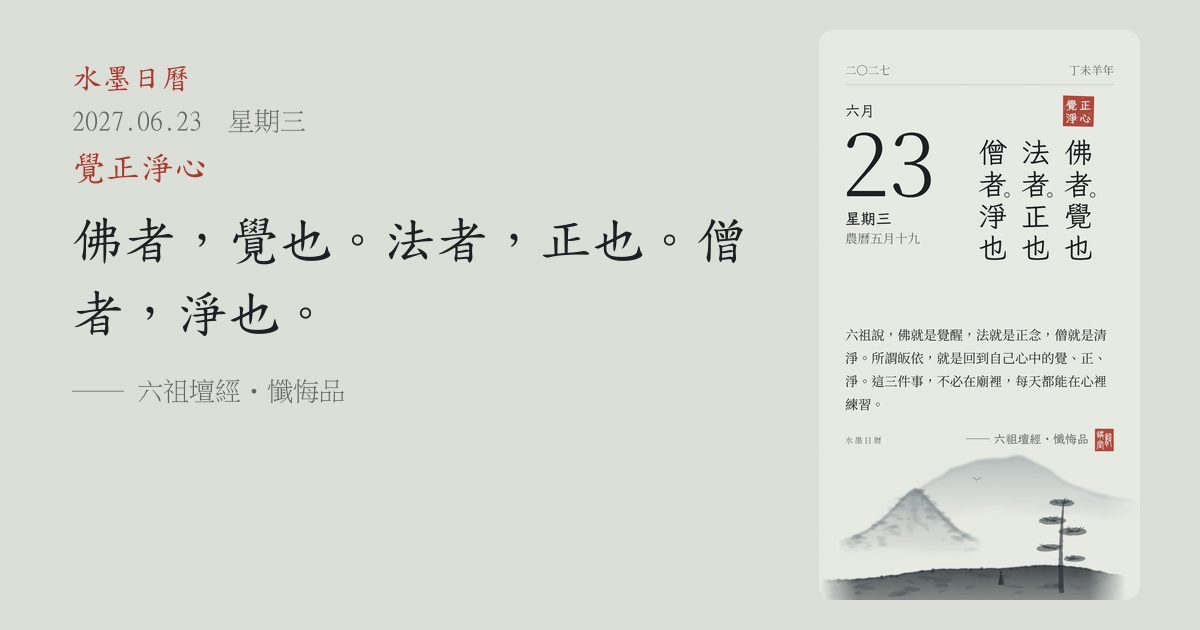 水墨日曆
2027.06.23 星期三
覺正淨心
佛者，覺也。法者，正也。僧
者，淨也。
—— 六祖壇經・懺悔品
二〇二七
丁未羊年
六月
23
星期三
農曆五月十九
正心
覺淨
佛者。覺也
法者。正也
僧者。淨也
六祖說，佛就是覺醒，法就是正念，僧就是清
淨。所謂皈依，就是回到自己心中的覺、正、
淨。這三件事，不必在廟裡，每天都能在心裡
練習。
水墨日曆
—— 六祖壇經・懺悔品